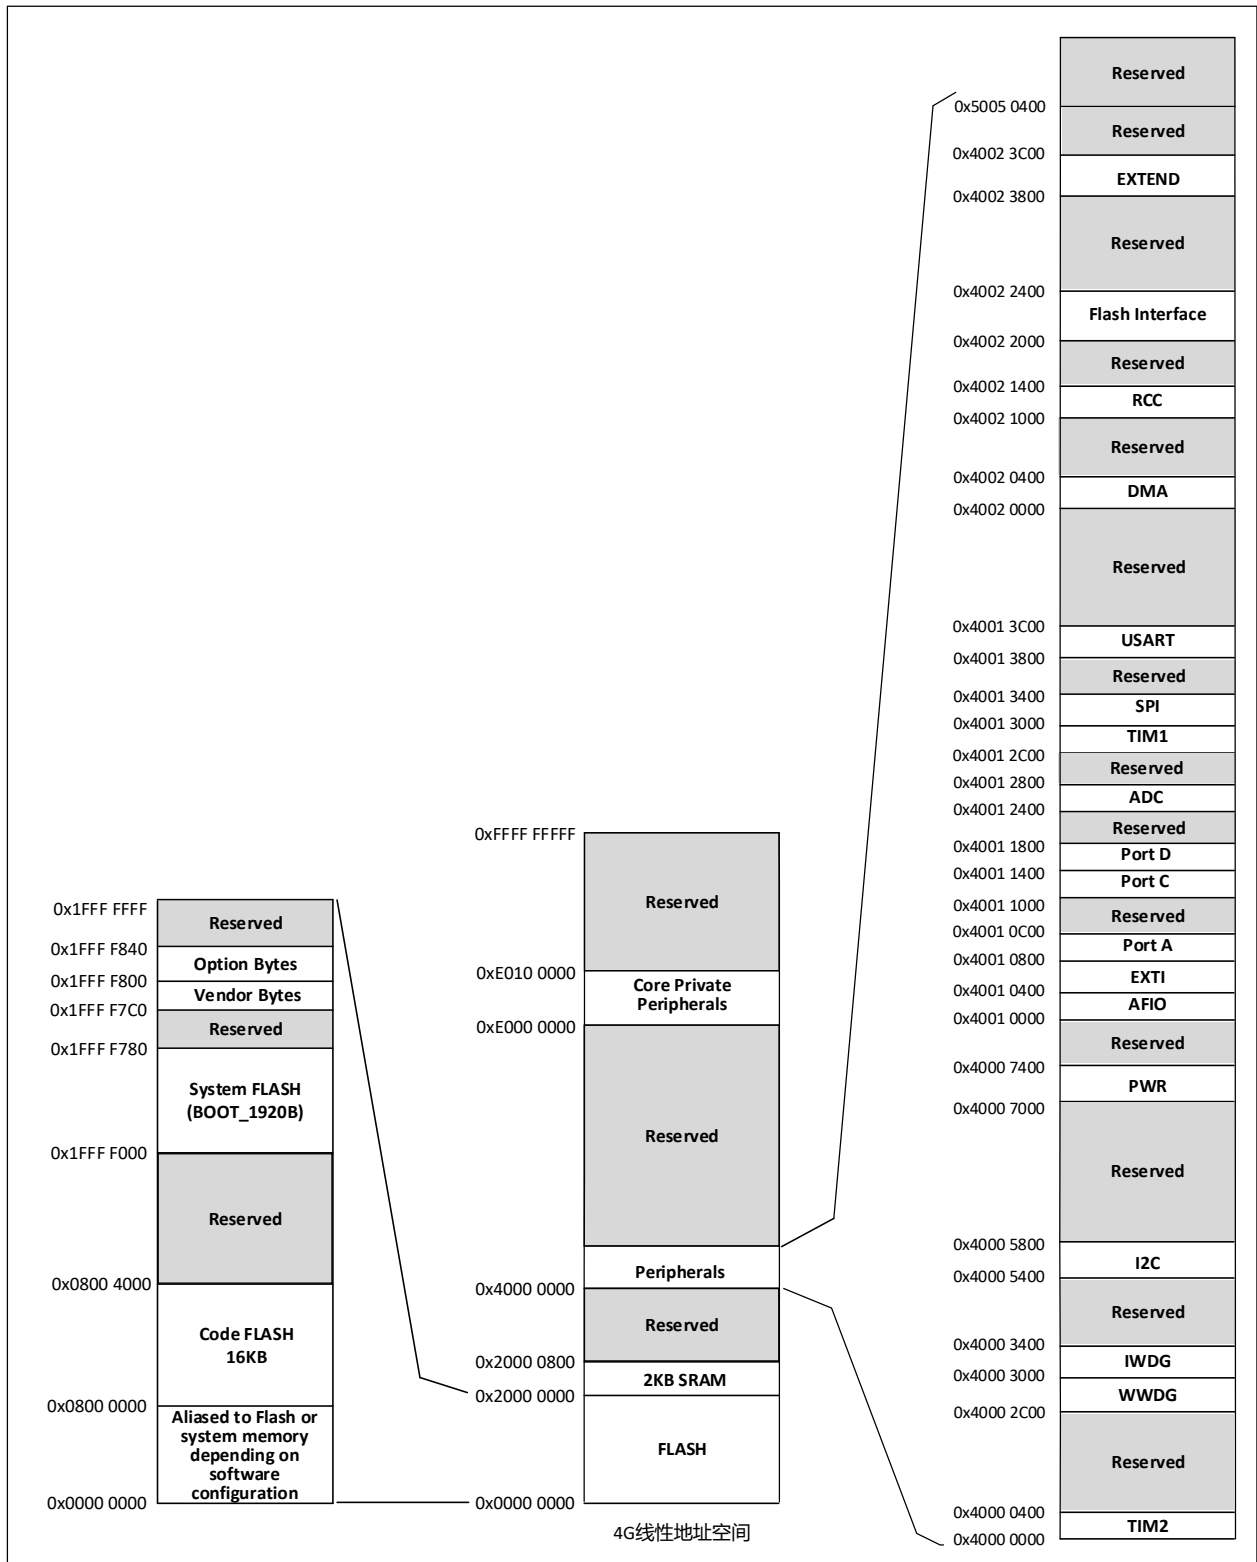 Reserved
0x5005 0400
Reserved
0x4002 3C00
EXTEND
0x4002 3800
Reserved
0x4002 2400
Flash Interface
0x4002 2000
Reserved
0x4002 1400
RCC
0x4002 1000
Reserved
0x4002 0400
DMA
0x4002 0000
Reserved
0x4001 3C00
USART
0x4001 3800
Reserved
0x4001 3400
SPI
0x4001 3000
TIM1
0x4001 2C00
Reserved
0x4001 2800
ADC
0x4001 2400
Reserved
0x4001 1800
Port D
0x4001 1400
Port C
0x4001 1000
Reserved
0x4001 0C00
Port A
0x4001 0800
EXTI
0x4001 0400
AFIO
0x4001 0000
Reserved
0x4000 7400
PWR
0x4000 7000
Reserved
0x4000 5800
I2C
0x4000 5400
Reserved
0x4000 3400
IWDG
0x4000 3000
WWDG
0x4000 2C00
Reserved
0x4000 0400
TIM2
0x4000 0000
0xFFFF FFFFF
Reserved
0xE010 0000
Core Private
Peripherals
0xE000 0000
Reserved
Peripherals
0x4000 0000
Reserved
0x2000 0800
2KB SRAM
0x2000 0000
FLASH
0x0000 0000
4G线性地址空间
0x1FFF FFFF
Reserved
0x1FFF F840
Option Bytes
0x1FFF F800
Vendor Bytes
0x1FFF F7C0
Reserved
0x1FFF F780
System FLASH
(BOOT_1920B)
0x1FFF F000
Reserved
0x0800 4000
Code FLASH
16KB
0x0800 0000
Aliased to Flash or
system memory
depending on
software
configuration
0x0000 0000